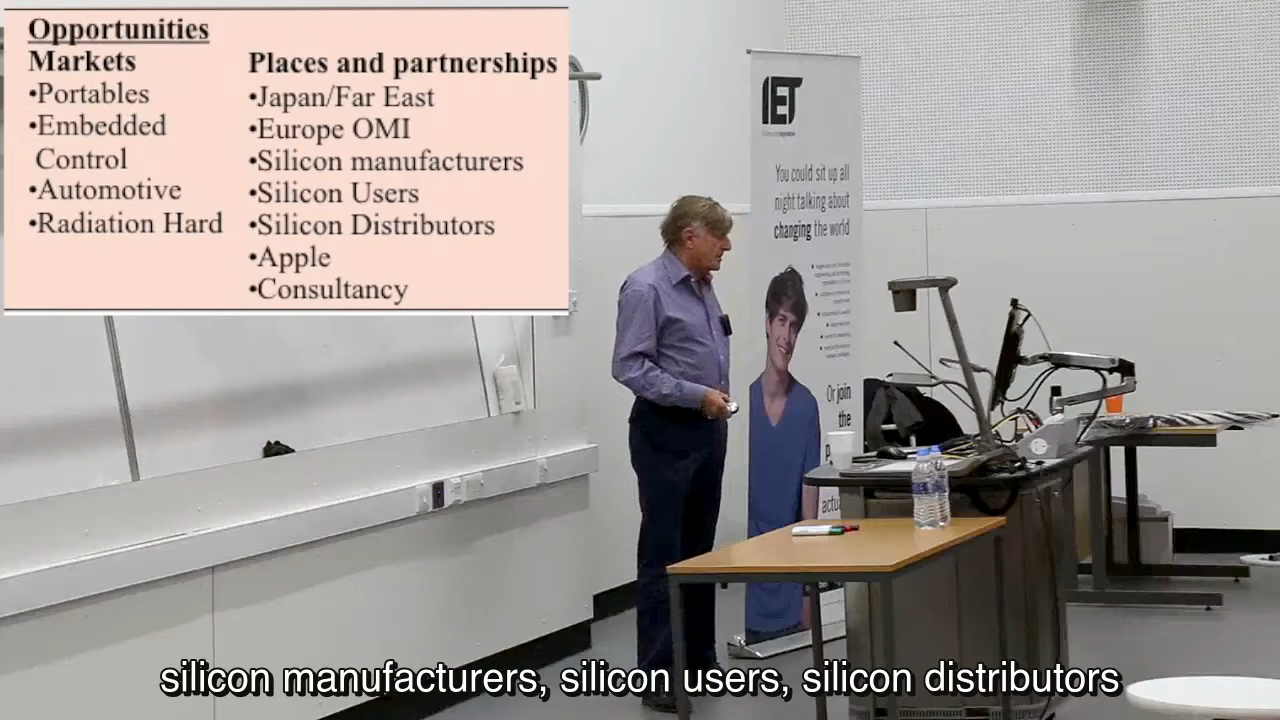 Opportunities
Markets
•Portables
•Embedded
Control
•Automotive
•Radiation Hard
Places and partnerships
•Japan/Far East
•Europe OMI
•Silicon manufacturers
•Silicon Users
•Silicon Distributors
•Apple
•Consultancy
IET
You could sit up all
night talking about
changing the world
Or join
the
silicon manufacturers, silicon users, silicon distributors